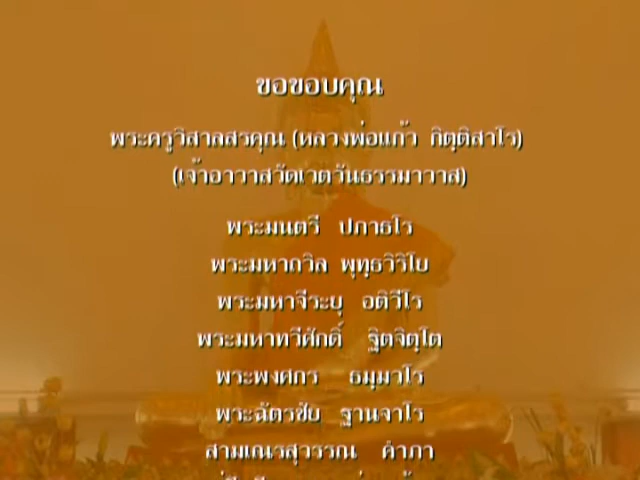 ขอขอบคุณ
พระครูวิสาลสรคุณ (หลวงพ่อแก้ว กิตฺติสาโร)
(เจ้าอาวาสวัดเวตวันธรรมาวาส)
พระมนตรี ปภาธโร
พระมหาถวิล พุทฺธวิริโย
พระมหาจีระยุ อติวีโร
พระมหาทวีศักดิ์ ฐิตจิตฺโต
พระพงศกร ธมฺมาโร
พระฉัตรชัย ฐานจาโร
สามเณรสุวรรณ คำภา